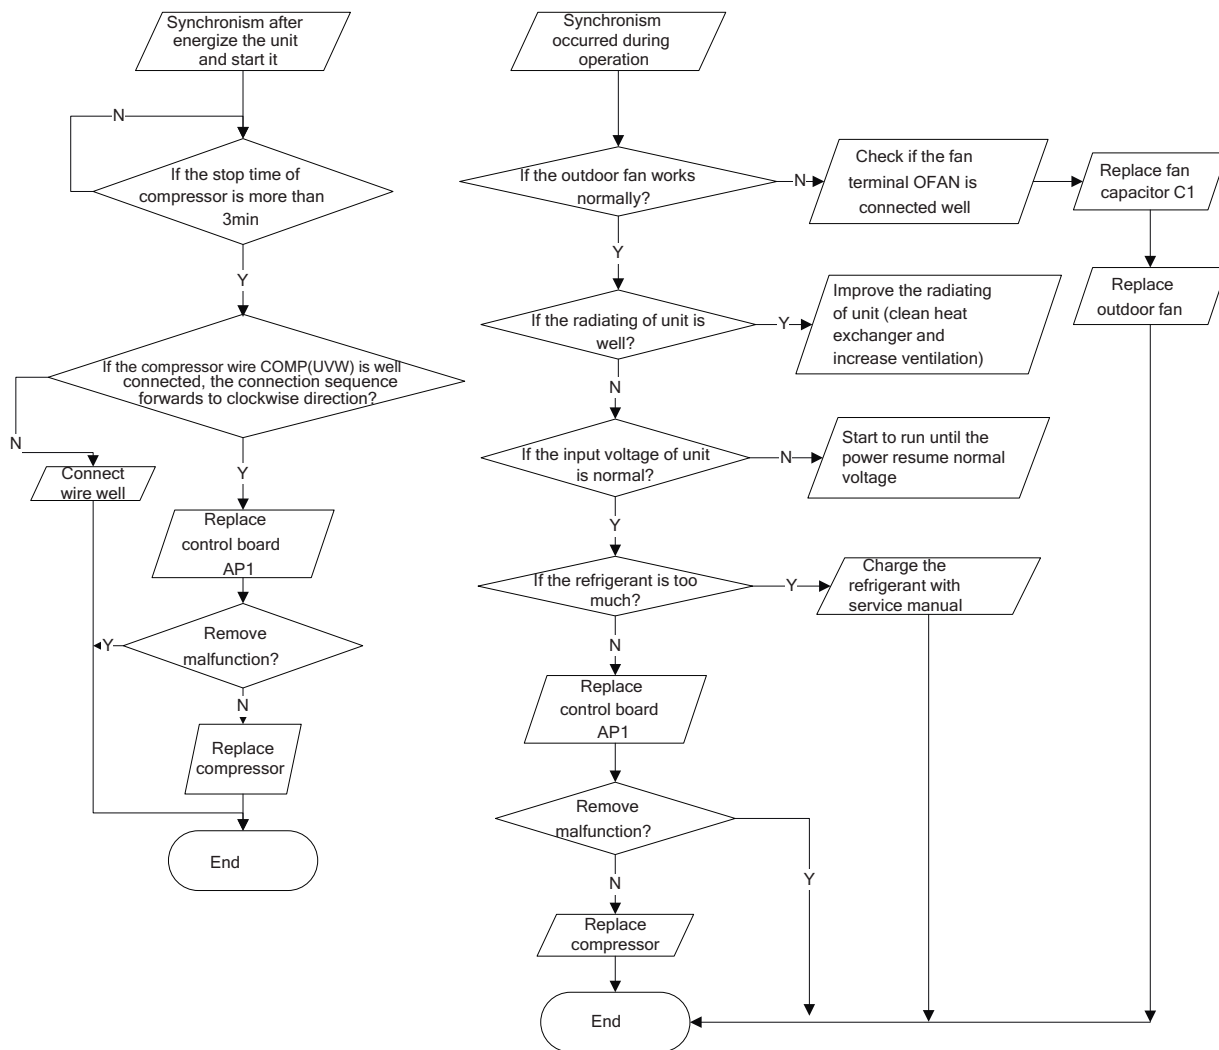 Synchronism after
energize the unit
and start it
N
If the stop time of
compressor is more than
3min
Y
If the compressor wire COMP(UVW) is well
connected, the connection sequence
forwards to clockwise direction?
N
Connect
wire well
Y
Replace
control board
AP1
Remove
malfunction?
Y
N
Replace
compressor
End
Synchronism
occurred during
operation
If the outdoor fan works
normally?
N
Check if the fan
terminal OFAN is
connected well
Replace fan
capacitor C1
Replace
outdoor fan
Y
If the radiating of unit is
well?
Y
Improve the radiating
of unit (clean heat
exchanger and
increase ventilation)
N
If the input voltage of unit
is normal?
N
Start to run until the
power resume normal
voltage
Y
If the refrigerant is too
much?
Y
Charge the
refrigerant with
service manual
N
Replace
control board
AP1
Remove
malfunction?
Y
N
Replace
compressor
End